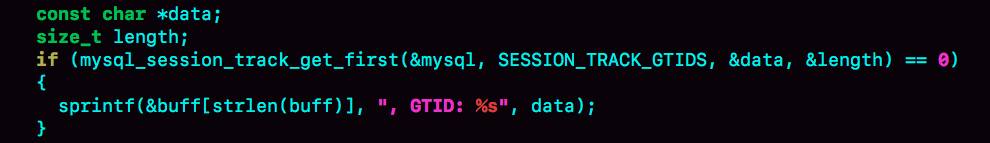 const char *data;
size_t length;
if (mysql_session_track_get_first(&mysql, SESSION_TRACK_GTIDS, &data, &length) == 0)
{
sprintf(&buff[strlen(buff)], ", GTID: %s", data);
}